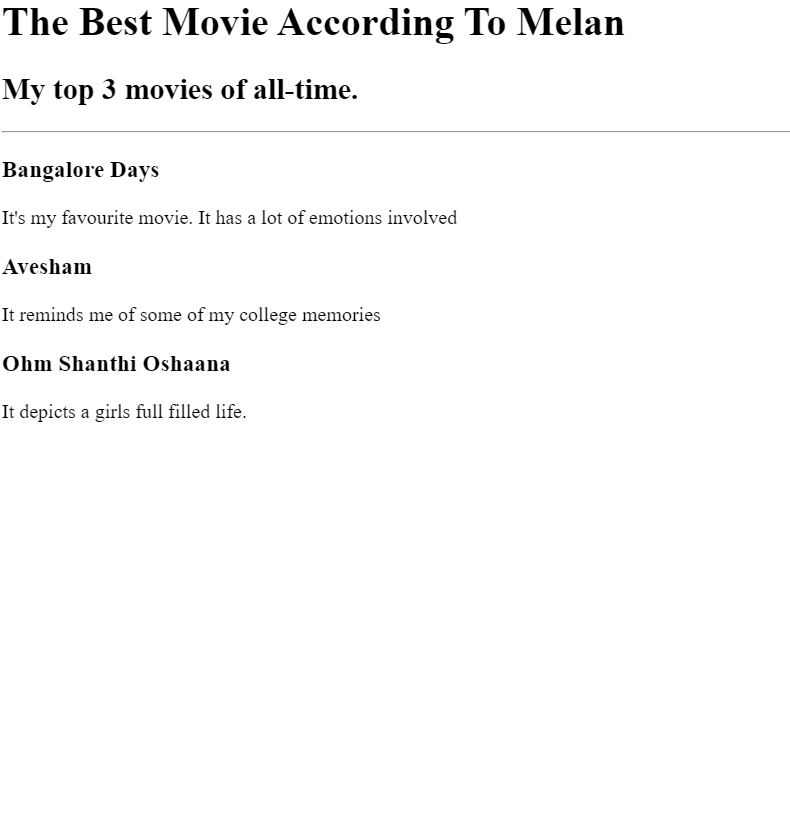 The Best Movie According To Melan
My top 3 movies of all-time.
Bangalore Days
It's my favourite movie. It has a lot of emotions involved
Avesham
It reminds me of some of my college memories
Ohm Shanthi Oshaana
It depicts a girls full filled life.